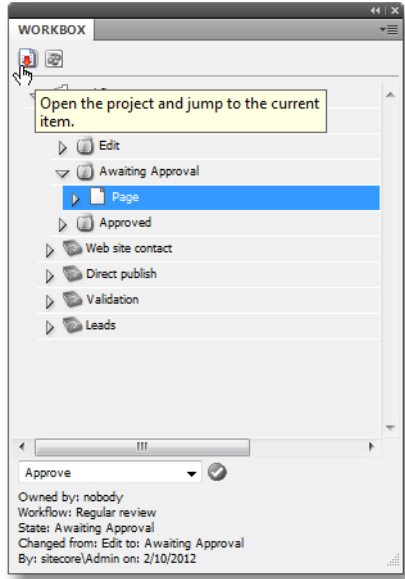 WORKBOX
Open the project and jump to the current
item.
Edit
Awaiting Approval
Page
Approved
Web site contact
Direct publish
Validation
Leads
Approve
Owned by: nobody
Workflow: Regular review
State: Awaiting Approval
Changed from: Edit to: Awaiting Approval
By: sitecore\Admin on: 2/10/2012